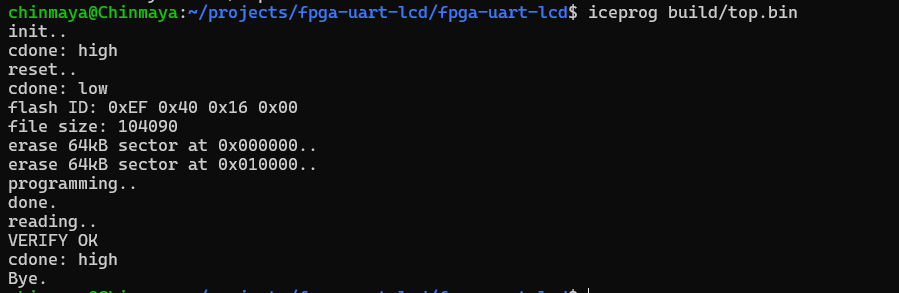 chinmaya@Chinmaya:~/projects/fpga-uart-lcd/fpga-uart-lcd$ iceprog build/top.bin
init..
cdone: high
reset..
cdone: low
flash ID: 0xEF 0x40 0x16 0x00
file size: 104090
erase 64kB sector at 0x000000..
erase 64kB sector at 0x010000..
programming..
done.
reading..
VERIFY OK
cdone: high
Bye.